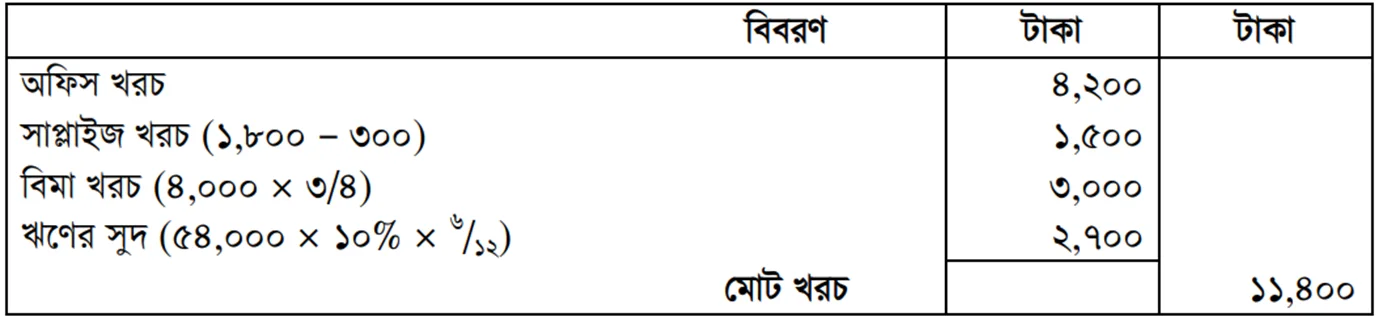 বিবরণ টাকা টাকা
অফিস খরচ ৪,২০০
সাপ্লাইজ খরচ (১,৮০০ – ৩০০) ১,৫০০
বিমা খরচ (৪,০০০ × ৩/৪) ৩,০০০
ঋণের সুদ (৫৪,০০০ × ১০% × ৬/১২) ২,৭০০
মোট খরচ ১১,৪০০